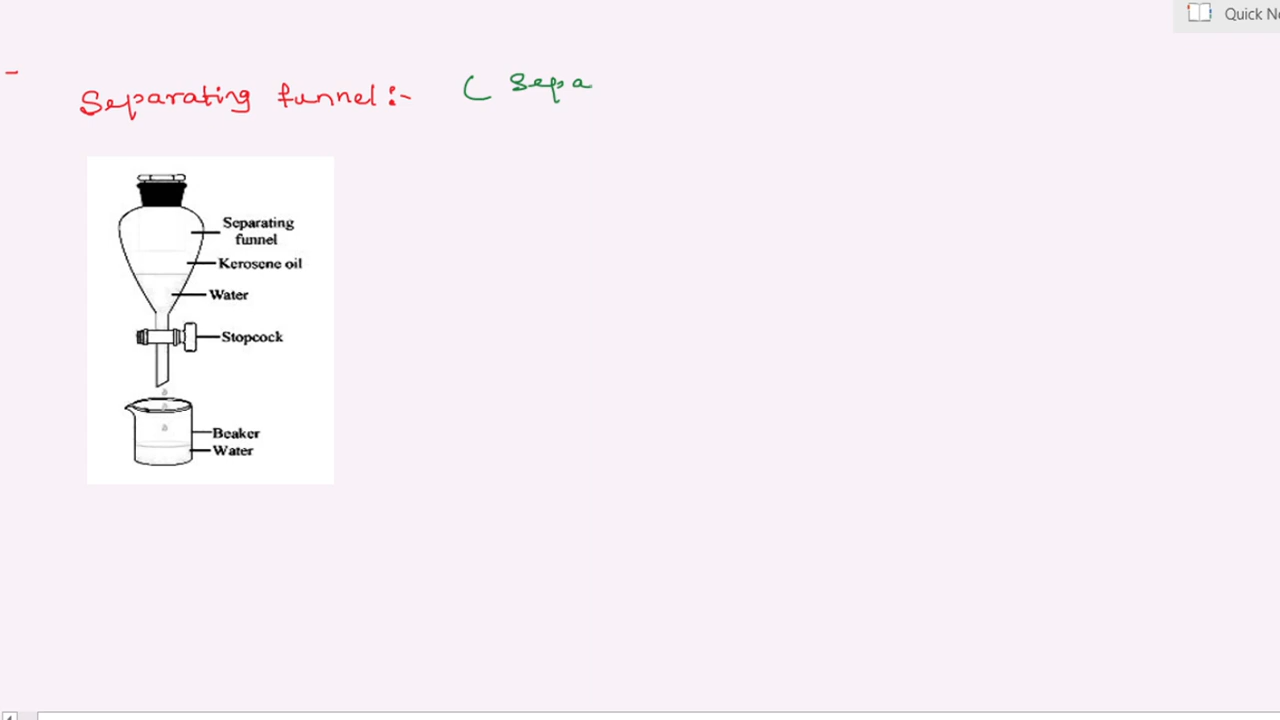 Quick No
Separating funnel :- ( Sepa
Separating
funnel
Kerosene oil
Water
Stopcock
Beaker
Water